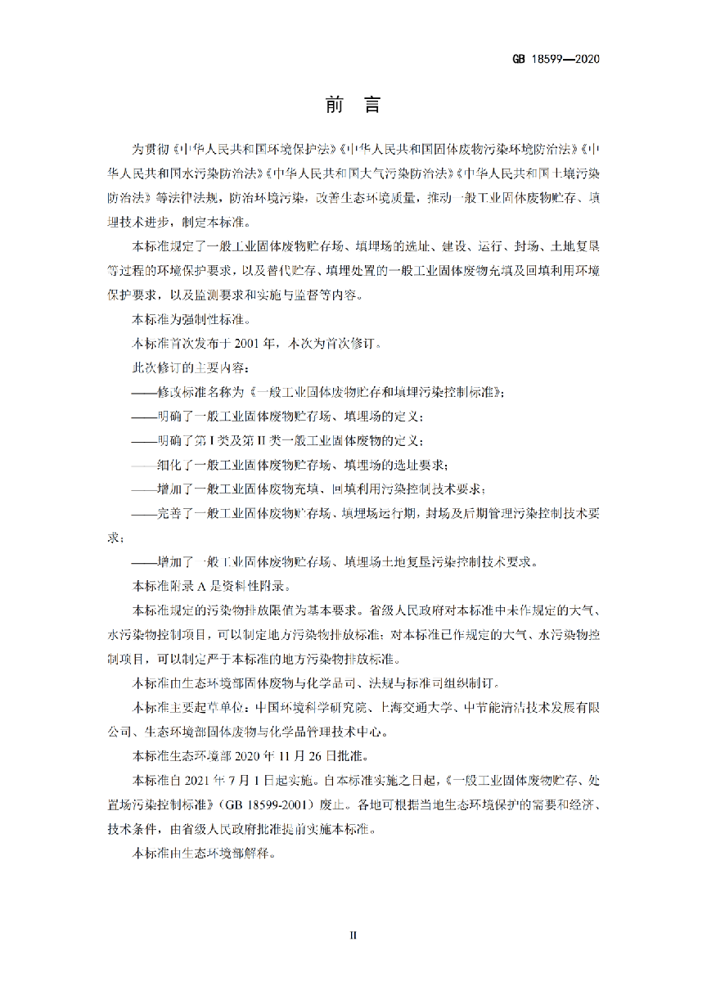 GB 18599—2020
前 言
为贯彻《中华人民共和国环境保护法》《中华人民共和国固体废物污染环境防治法》《中
华人民共和国水污染防治法》《中华人民共和国大气污染防治法》《中华人民共和国土壤污染
防治法》等法律法规，防治环境污染，改善生态环境质量，推动一般工业固体废物贮存、填
埋技术进步，制定本标准。
本标准规定了一般工业固体废物贮存场、填埋场的选址、建设、运行、封场、土地复垦
等过程的环境保护要求，以及替代贮存、填埋处置的一般工业固体废物充填及回填利用环境
保护要求，以及监测要求和实施与监督等内容。
本标准为强制性标准。
本标准首次发布于 2001 年，本次为首次修订。
此次修订的主要内容：
——修改标准名称为《一般工业固体废物贮存和填埋污染控制标准》；
——明确了一般工业固体废物贮存场、填埋场的定义；
——明确了第 I 类及第 II 类一般工业固体废物的定义；
——细化了一般工业固体废物贮存场、填埋场的选址要求；
——增加了一般工业固体废物充填、回填利用污染控制技术要求；
——完善了一般工业固体废物贮存场、填埋场运行期，封场及后期管理污染控制技术要
求；
——增加了一般工业固体废物贮存场、填埋场土地复垦污染控制技术要求。
本标准附录 A 是资料性附录。
本标准规定的污染物排放限值为基本要求。省级人民政府对本标准中未作规定的大气、
水污染物控制项目，可以制定地方污染物排放标准；对本标准已作规定的大气、水污染物控
制项目，可以制定严于本标准的地方污染物排放标准。
本标准由生态环境部固体废物与化学品司、法规与标准司组织制订。
本标准主要起草单位：中国环境科学研究院、上海交通大学、中节能清洁技术发展有限
公司、生态环境部固体废物与化学品管理技术中心。
本标准生态环境部 2020 年 11 月 26 日批准。
本标准自 2021 年 7 月 1 日起实施。自本标准实施之日起，《一般工业固体废物贮存、处
置场污染控制标准》（GB 18599-2001）废止。各地可根据当地生态环境保护的需要和经济、
技术条件，由省级人民政府批准提前实施本标准。
本标准由生态环境部解释。
II